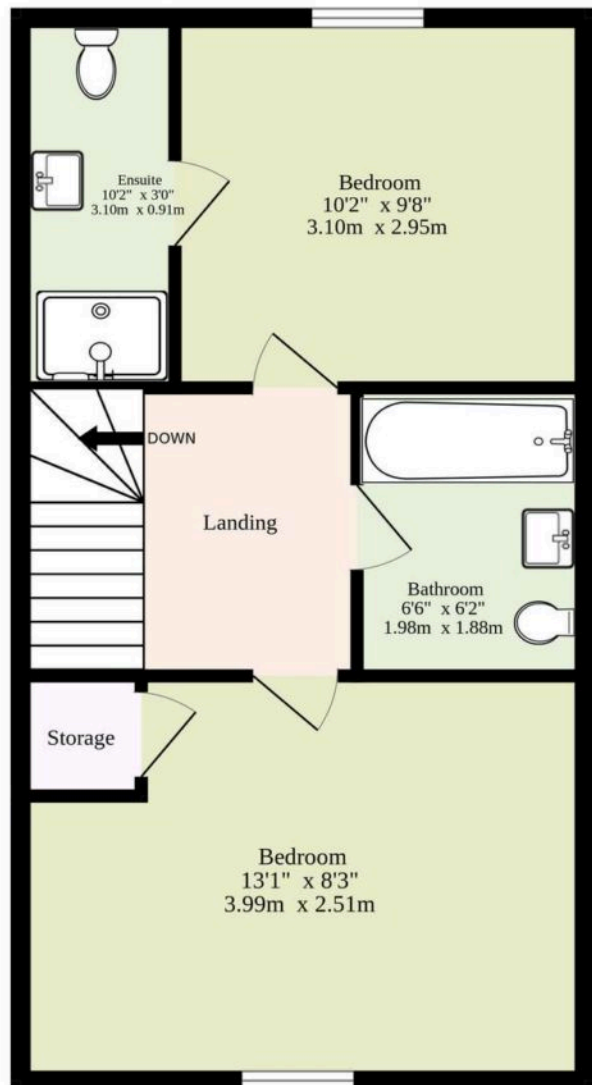 Ensuite
10'2" x 3'0"
3.10m x 0.91m
Bedroom
10'2" x 9'8"
3.10m x 2.95m
DOWN
Landing
Bathroom
6'6" x 6'2"
1.98m x 1.88m
Storage
Bedroom
13'1" x 8'3"
3.99m x 2.51m